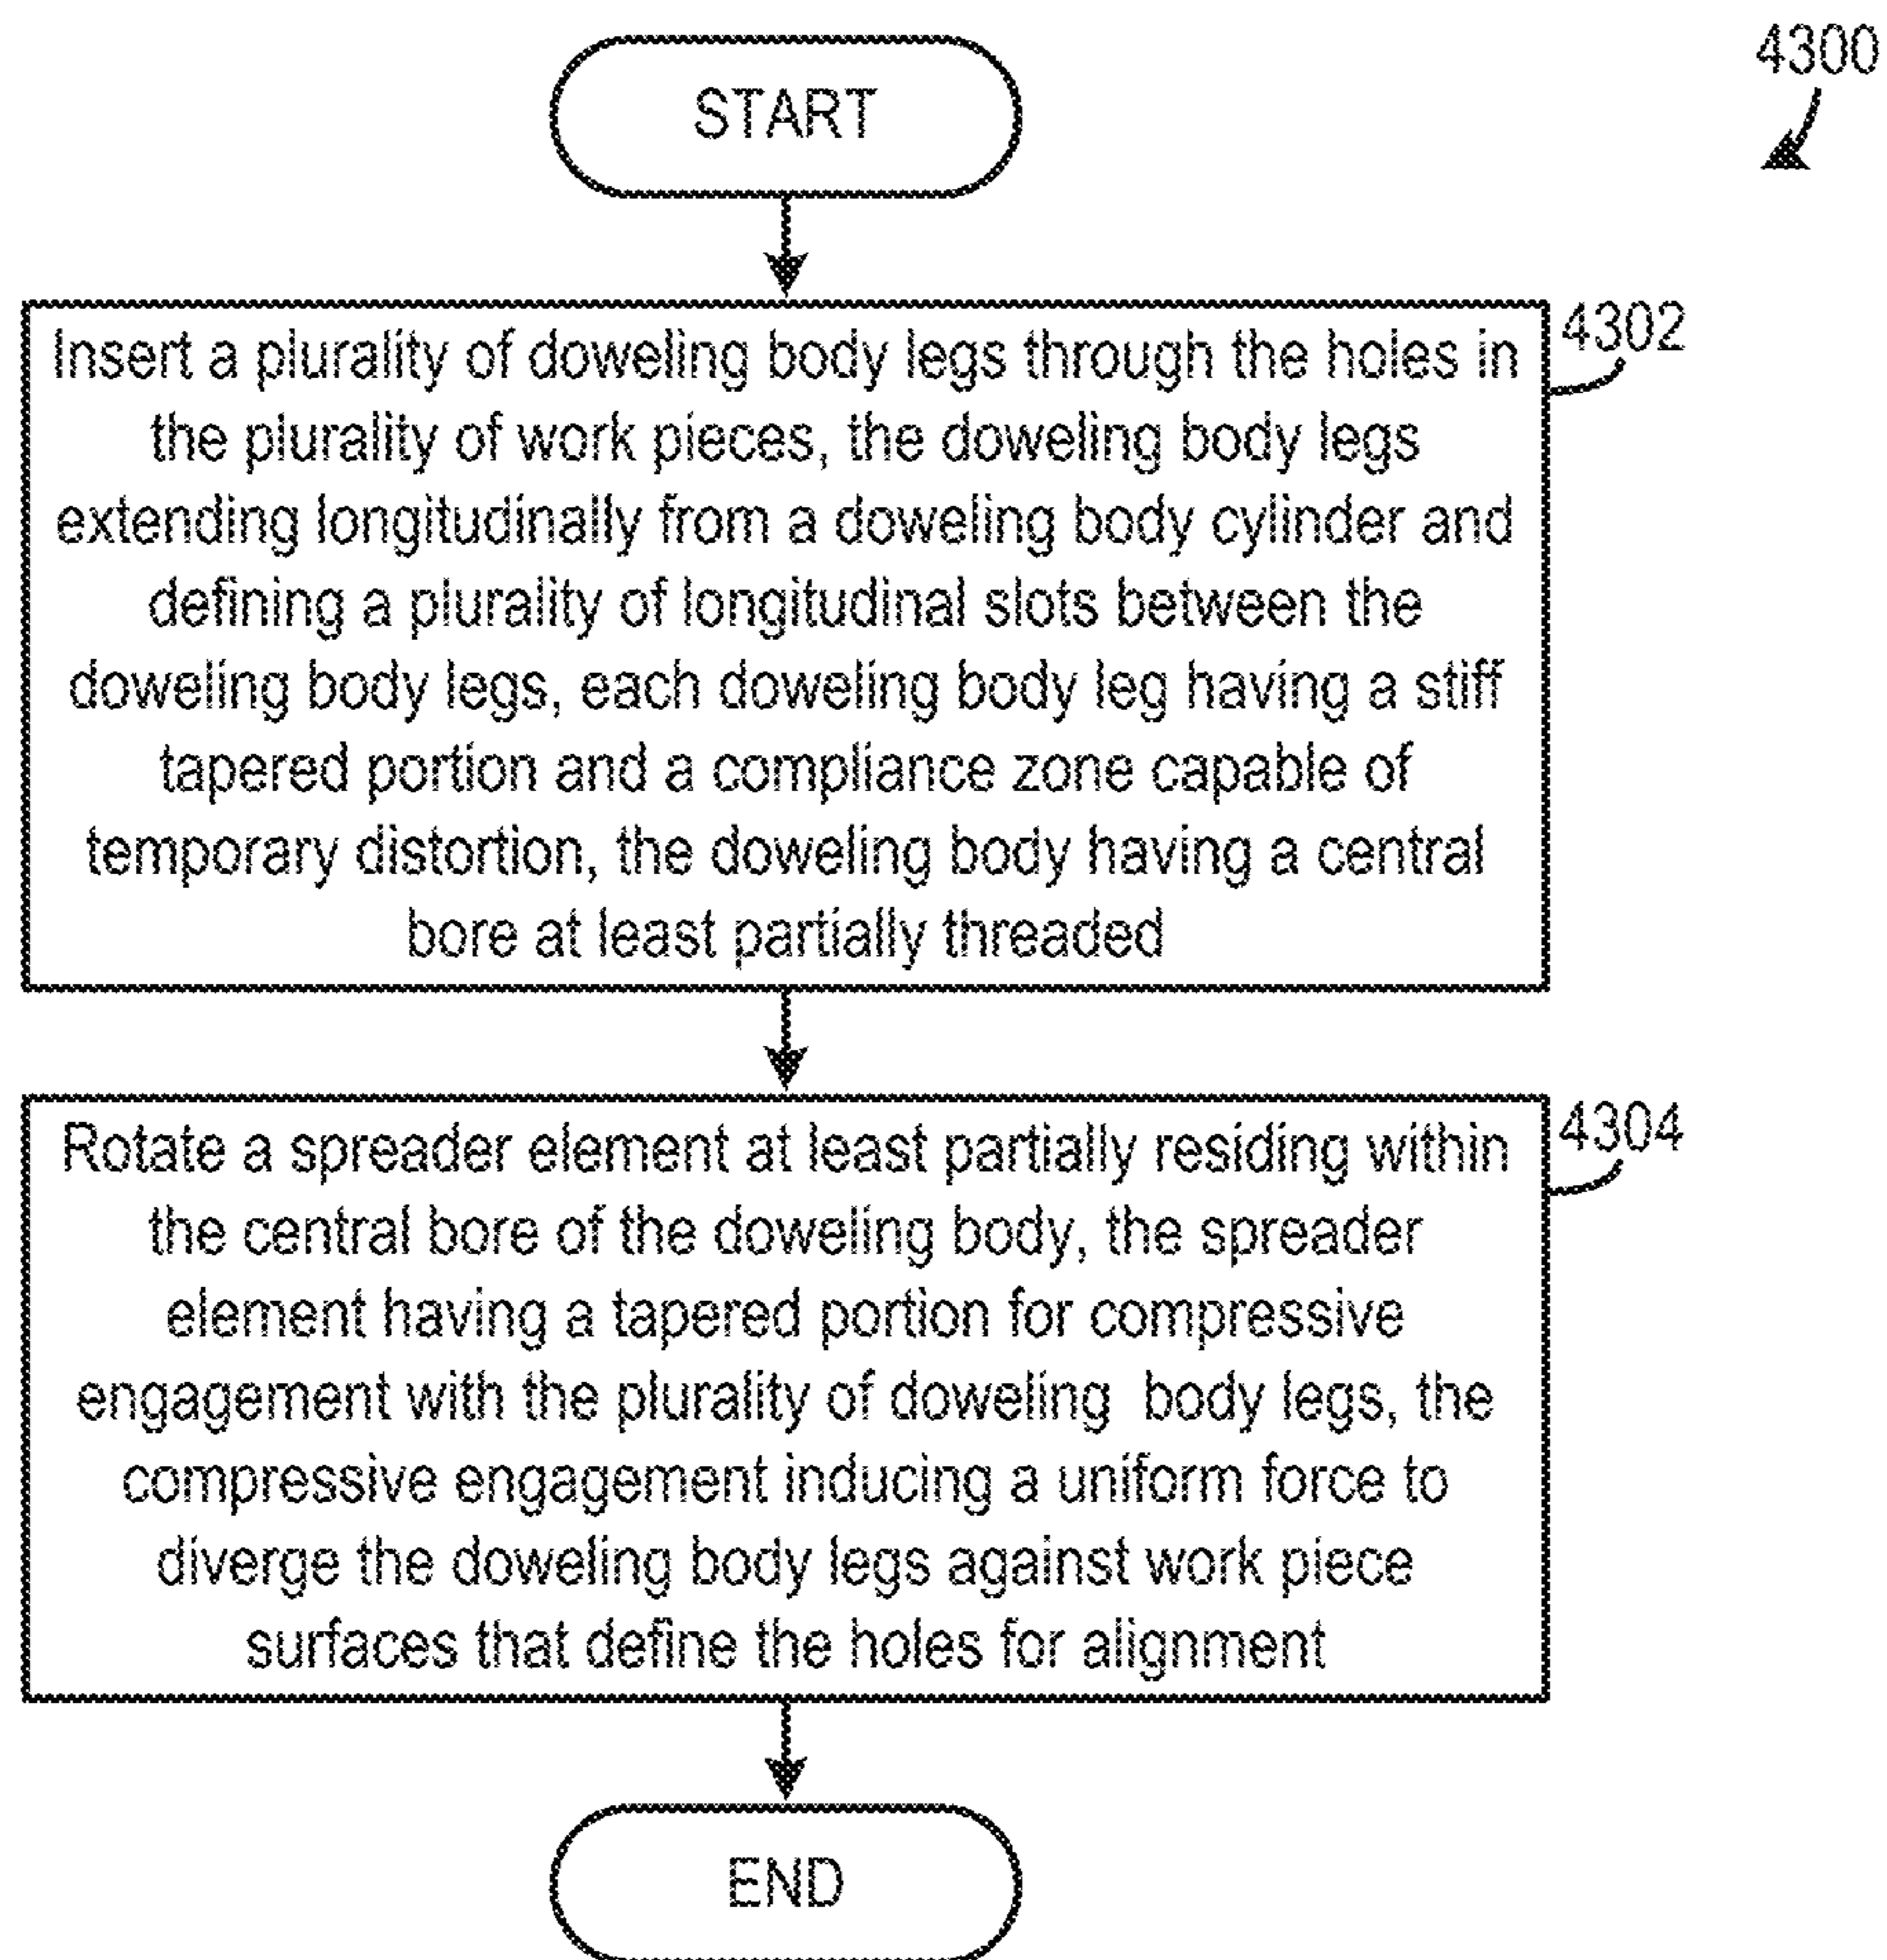 4300
START
4302
Insert a plurality of doweling body legs through the holes in
the plurality of work pieces, the doweling body legs
extending longitudinally from a doweling body cylinder and
defining a plurality of longitudinal slots between the
doweling body legs, each doweling body leg having a stiff
tapered portion and a compliance zone capable of
temporary distortion, the doweling body having a central
bore at least partially threaded
4304
Rotate a spreader element at least partially residing within
the central bore of the doweling body, the spreader
element having a tapered portion for compressive
engagement with the plurality of doweling body legs, the
compressive engagement inducing a uniform force to
diverge the doweling body legs against work piece
surfaces that define the holes for alignment
END